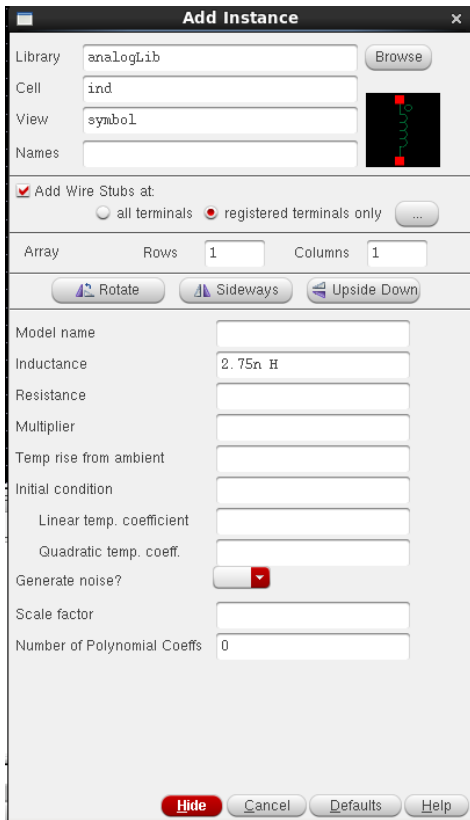 Add Instance
Library analogLib Browse
Cell ind
View symbol
Names
Add Wire Stubs at:
all terminals registered terminals only ...
Array Rows 1 Columns 1
Rotate Sideways Upside Down
Model name
Inductance 2.75n H
Resistance
Multiplier
Temp rise from ambient
Initial condition
Linear temp. coefficient
Quadratic temp. coeff.
Generate noise?
Scale factor
Number of Polynomial Coeffs 0
Hide Cancel Defaults Help